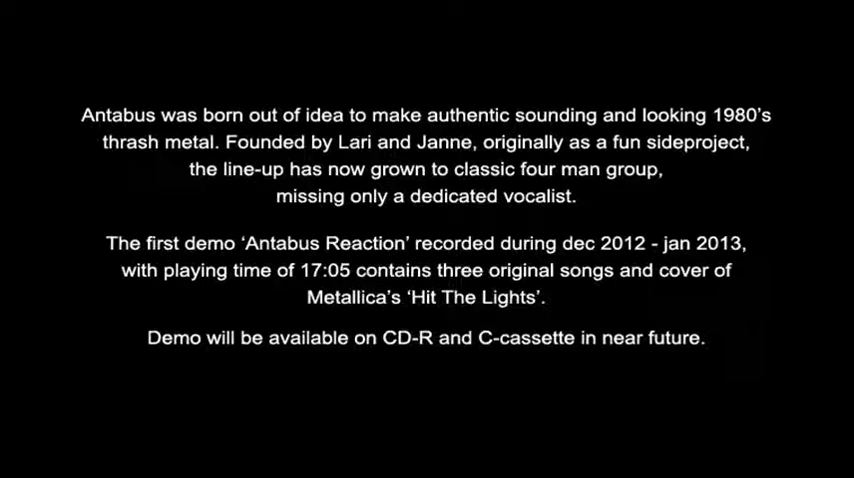 Antabus was born out of idea to make authentic sounding and looking 1980's
thrash metal. Founded by Lari and Janne, originally as a fun sideproject,
the line-up has now grown to classic four man group,
missing only a dedicated vocalist.
The first demo ‘Antabus Reaction’ recorded during dec 2012 - jan 2013,
with playing time of 17:05 contains three original songs and cover of
Metallica's ‘Hit The Lights’.
Demo will be available on CD-R and C-cassette in near future.